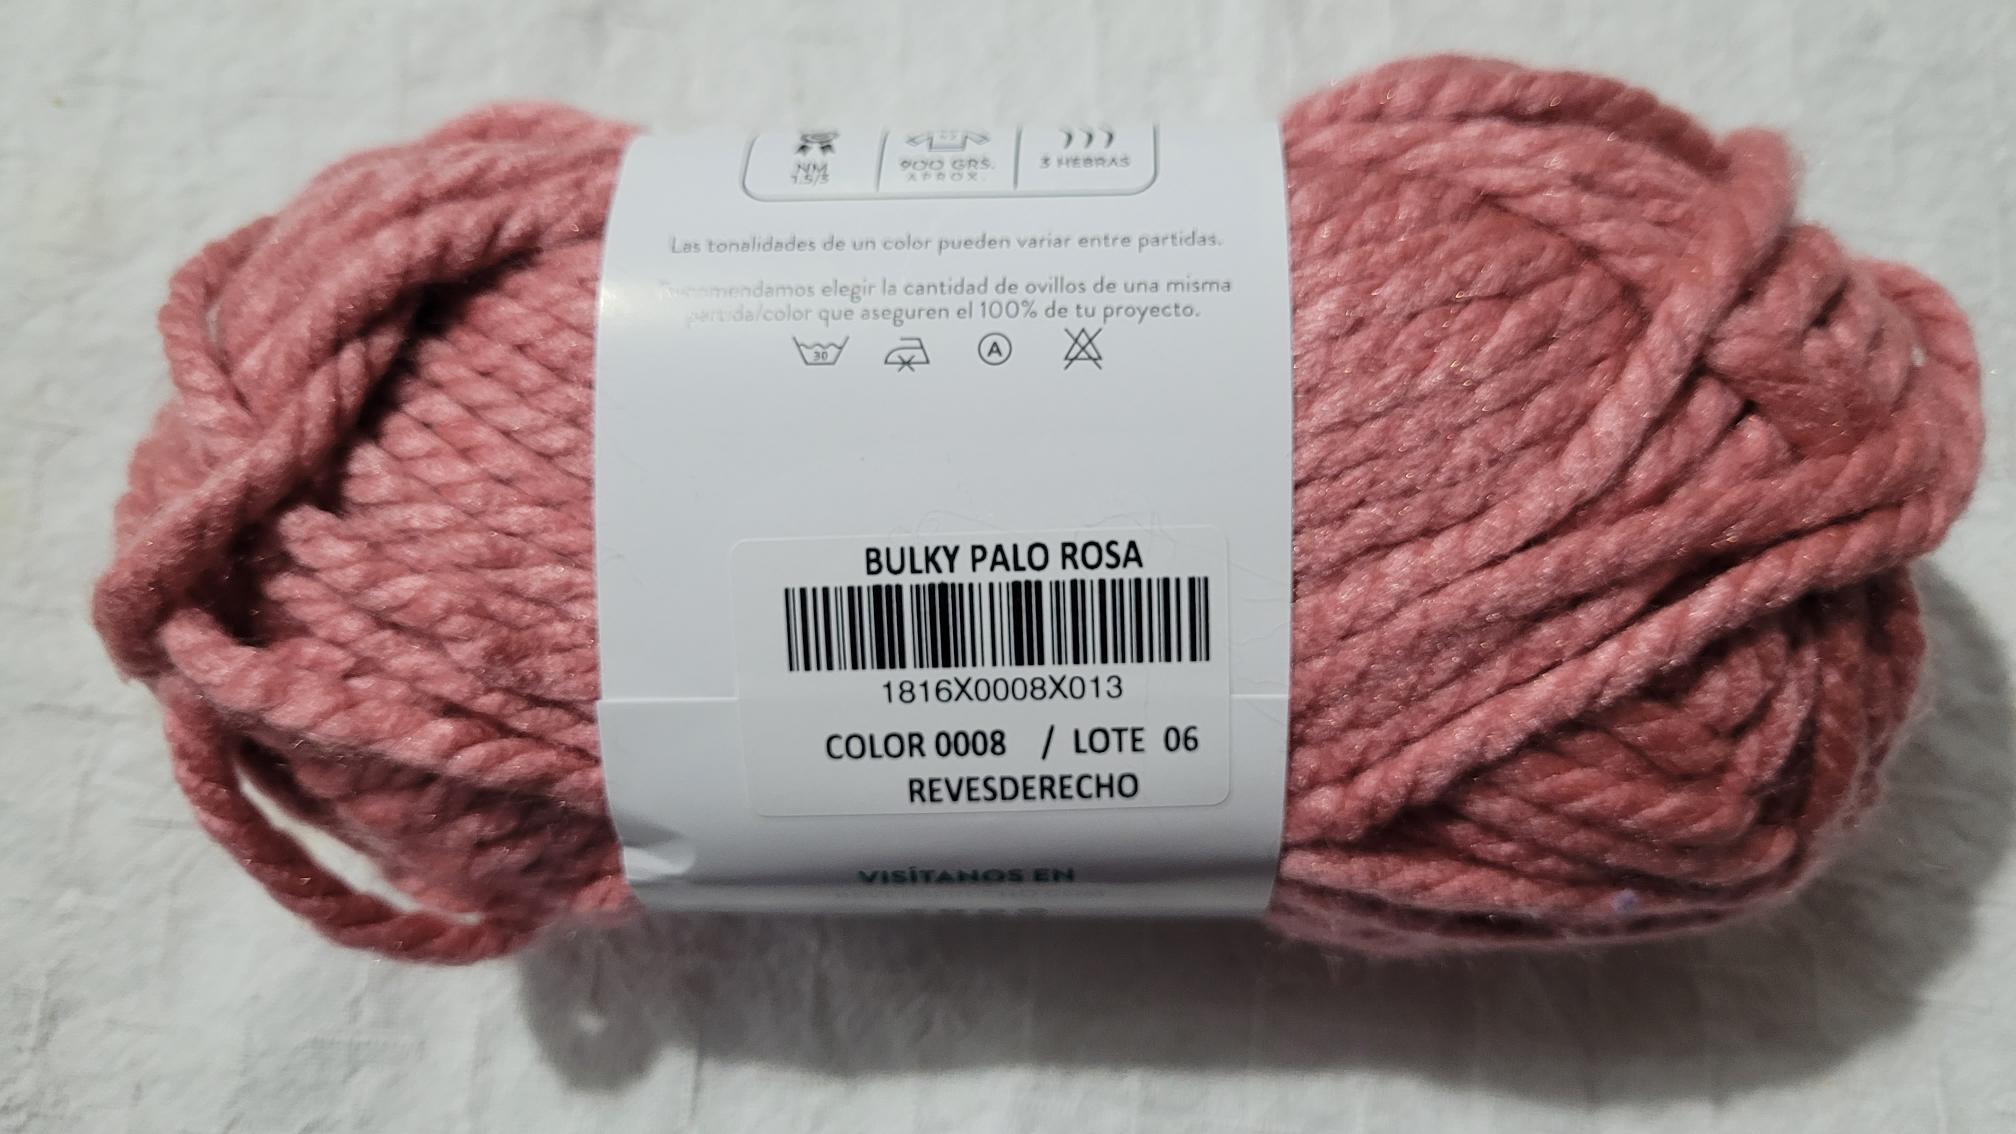 NM 900 GRS. 3 HEBRAS
1.5/3 APROX.
Las tonalidades de un color pueden variar entre partidas.
Recomendamos elegir la cantidad de ovillos de una misma
partida/color que aseguren el 100% de tu proyecto.
30 A
BULKY PALO ROSA
1816X0008X013
COLOR 0008 / LOTE 06
REVESDERECHO
VISÍTANOS EN